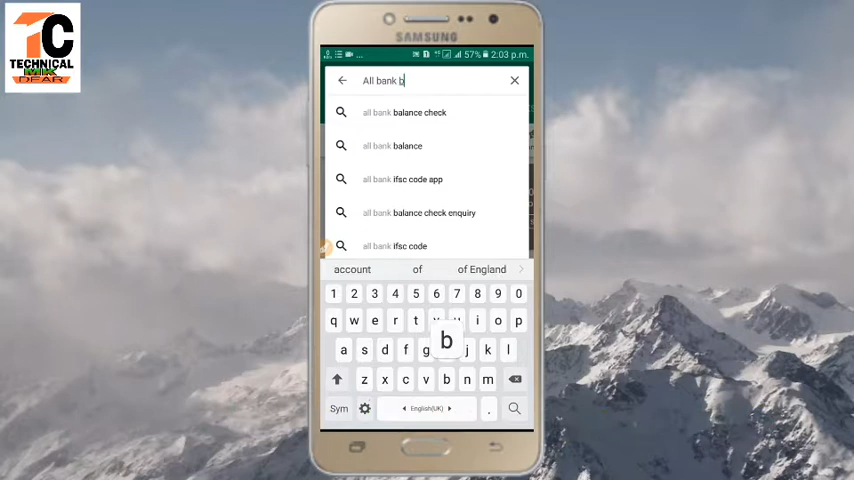 TC
TECHNICAL
MK
DEAR
SAMSUNG
57% 2:03 p.m.
All bank b
all bank balance check
all bank balance
all bank ifsc code app
all bank balance check enquiry
all bank ifsc code
account of of England
1 2 3 4 5 6 7 8 9 0
q w e r t y u i o p
b
a s d f g j k l
z x c v b n m
Sym English(UK) .